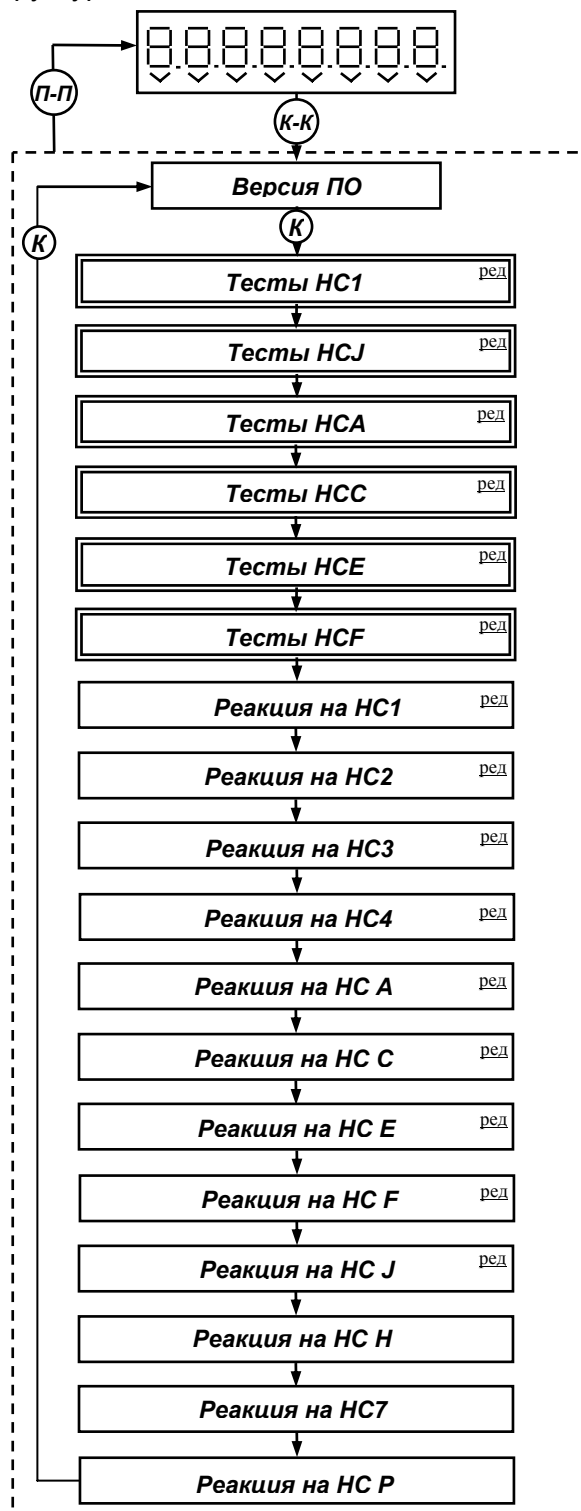 П-П
К-К
Версия ПО
К
К
Тесты НС1 ред
Тесты НСJ ред
Тесты НСА ред
Тесты НСС ред
Тесты НСЕ ред
Тесты НСF ред
Реакция на НС1 ред
Реакция на НС2 ред
Реакция на НС3 ред
Реакция на НС4 ред
Реакция на НС А ред
Реакция на НС С ред
Реакция на НС Е ред
Реакция на НС F ред
Реакция на НС J ред
Реакция на НС Н
Реакция на НС7
Реакция на НС Р